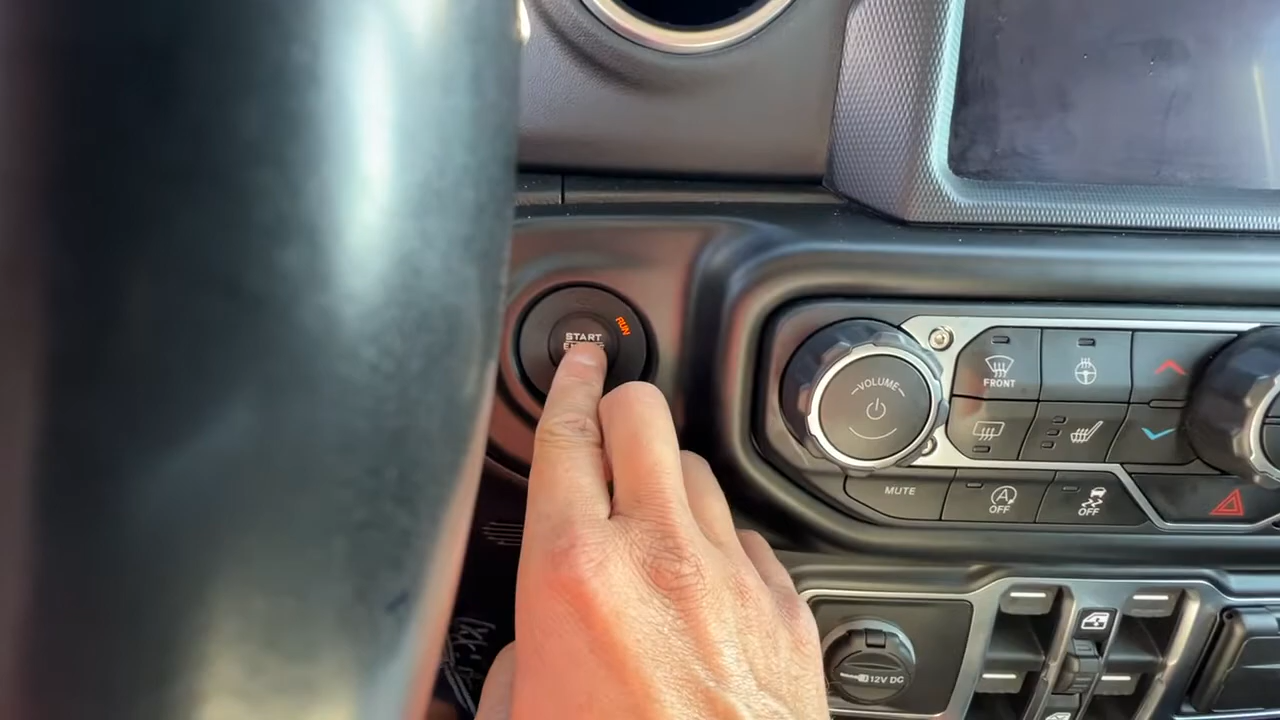 START
RUN
VOLUME
FRONT
MUTE
A
OFF
OFF
12V DC